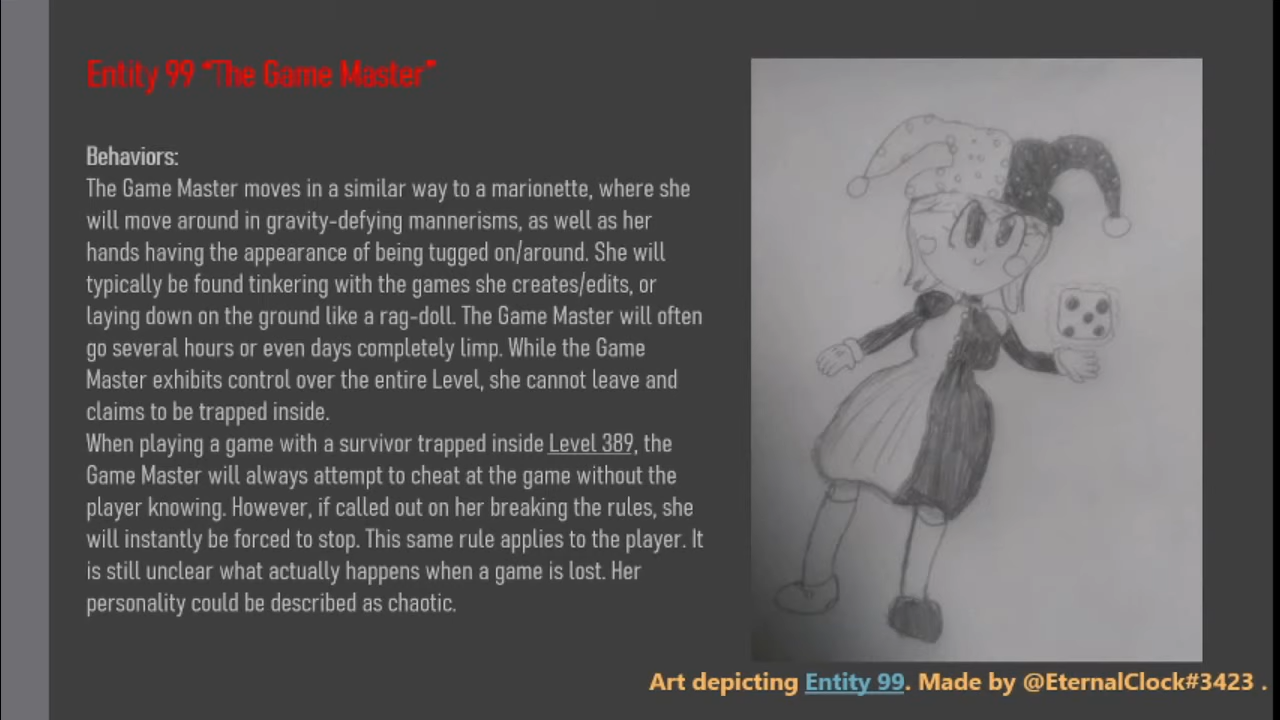 Entity 99 "The Game Master"
Behaviors:
The Game Master moves in a similar way to a marionette, where she
will move around in gravity-defying mannerisms, as well as her
hands having the appearance of being tugged on/around. She will
typically be found tinkering with the games she creates/edits, or
laying down on the ground like a rag-doll. The Game Master will often
go several hours or even days completely limp. While the Game
Master exhibits control over the entire Level, she cannot leave and
claims to be trapped inside.
When playing a game with a survivor trapped inside Level 389, the
Game Master will always attempt to cheat at the game without the
player knowing. However, if called out on her breaking the rules, she
will instantly be forced to stop. This same rule applies to the player. It
is still unclear what actually happens when a game is lost. Her
personality could be described as chaotic.
Art depicting Entity 99. Made by @EternalClock#3423 .